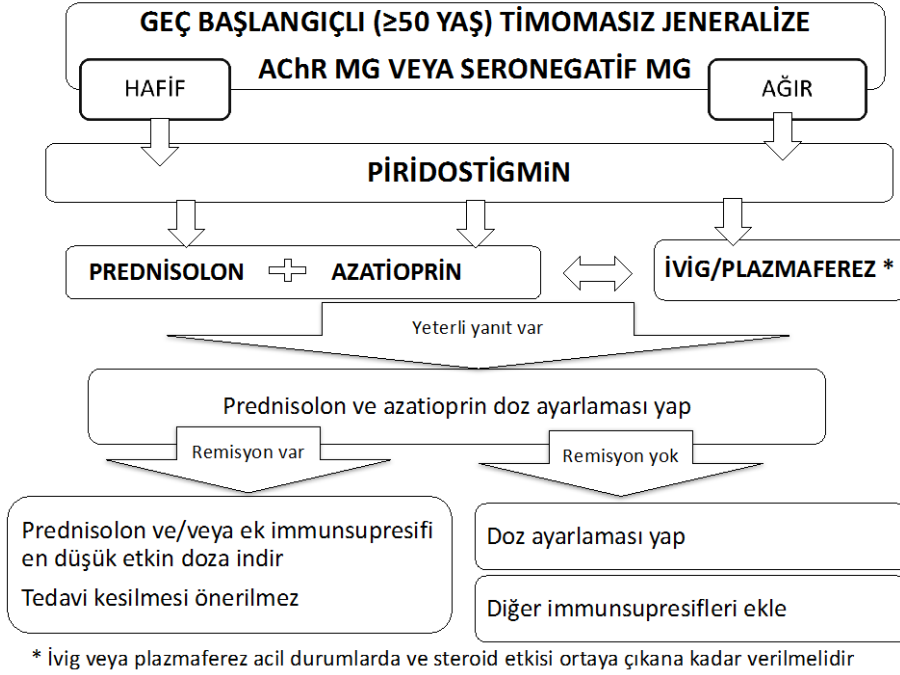 GEÇ BAŞLANGIÇLI (≥50 YAŞ) TİMOMASIZ JENERALİZE
AChR MG VEYA SERONEGATİF MG
HAFİF
AĞIR
PİRİDOSTİGMiN
PREDNİSOLON
AZATİOPRİN
İVİG/PLAZMAFEREZ *
Yeterli yanıt var
Prednisolon ve azatioprin doz ayarlaması yap
Remisyon var
Remisyon yok
Prednisolon ve/veya ek immunsupresifi
en düşük etkin doza indir
Tedavi kesilmesi önerilmez
Doz ayarlaması yap
Diğer immunsupresifleri ekle
* İvig veya plazmaferez acil durumlarda ve steroid etkisi ortaya çıkana kadar verilmelidir